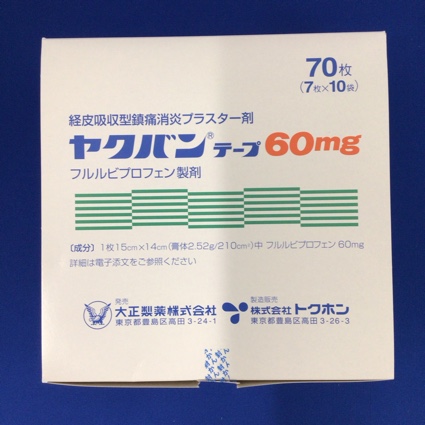 70枚
(7枚×10袋)
経皮吸収型鎮痛消炎プラスター剤
ヤクバン®テープ60mg
フルルビプロフェン製剤
〔成分〕1枚15cm×14cm(膏体2.52g/210cm²)中 フルルビプロフェン 60mg
詳細は電子添文をご参照ください
発売
大正製薬株式会社
東京都豊島区高田3-24-1
製造販売
株式会社トクホン
東京都豊島区高田3-26-3